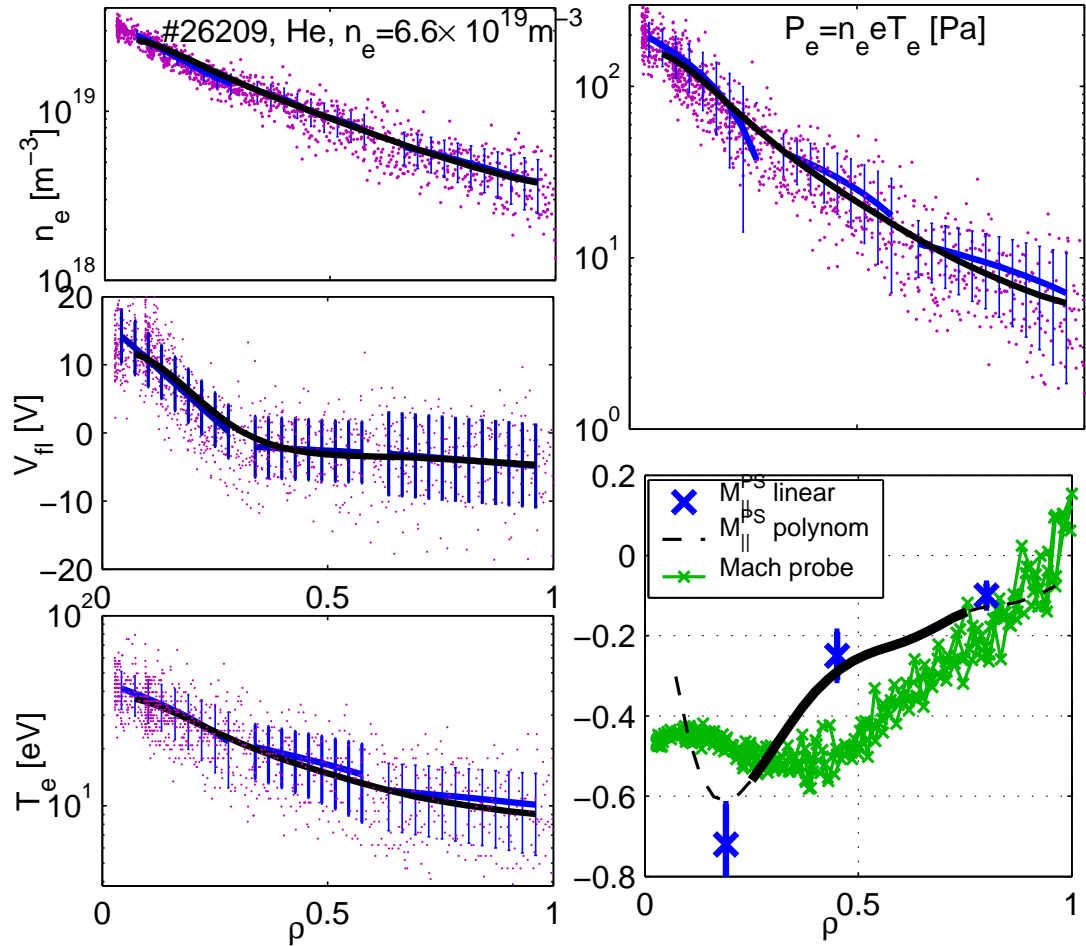 #26209, He, n_e=6.6× 10^19m^−3
10^19
10^18
n_e [m^−3]
20
10
0
−10
−20
V_fl [V]
0
0.5
1
10^20
10^1
T_e [eV]
0
0.5
1
ρ
P_e=n_eeT_e [Pa]
10^2
10^1
10^0
M_||^PS linear
M_||^PS polynom
Mach probe
0.2
0
−0.2
−0.4
−0.6
−0.8
0
0.5
1
ρ